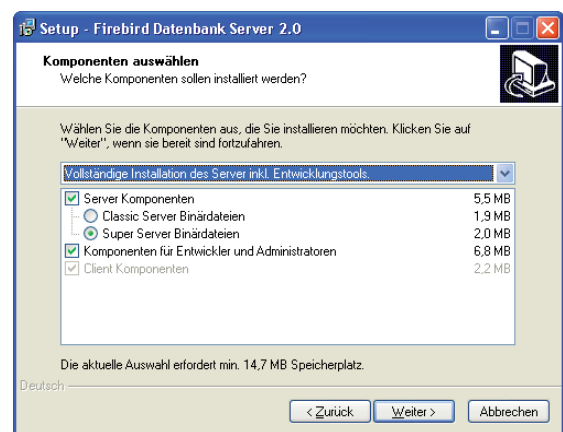 Setup - Firebird Datenbank Server 2.0
Komponenten auswählen
Welche Komponenten sollen installiert werden?
Wählen Sie die Komponenten aus, die Sie installieren möchten. Klicken Sie auf
"Weiter", wenn sie bereit sind fortzufahren.
Vollständige Installation des Server inkl. Entwicklungstools.
Server Komponenten 5,5 MB
Classic Server Binärdateien 1,9 MB
Super Server Binärdateien 2,0 MB
Komponenten für Entwickler und Administratoren 6,8 MB
Client Komponenten 2,2 MB
Die aktuelle Auswahl erfordert min. 14,7 MB Speicherplatz.
Deutsch
< Zurück Weiter > Abbrechen